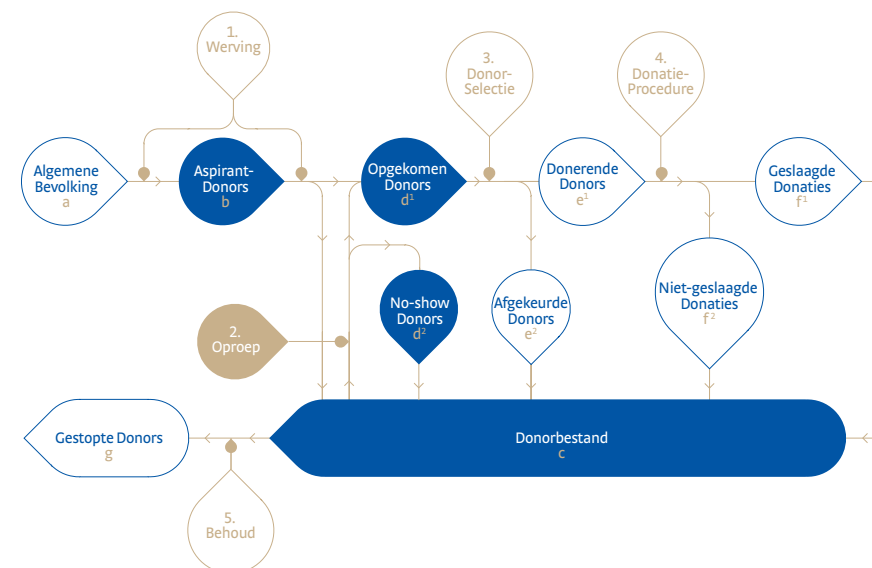 1.
Werving
3.
Donor-
Selectie
4.
Donatie-
Procedure
Algemene
Bevolking
a
Aspirant-
Donors
b
Opgekomen
Donors
d¹
Donerende
Donors
e¹
Geslaagde
Donaties
f¹
No-show
Donors
d²
Afgekeurde
Donors
e²
Niet-geslaagde
Donaties
f²
2.
Oproep
Gestopte Donors
g
Donorbestand
c
5.
Behoud